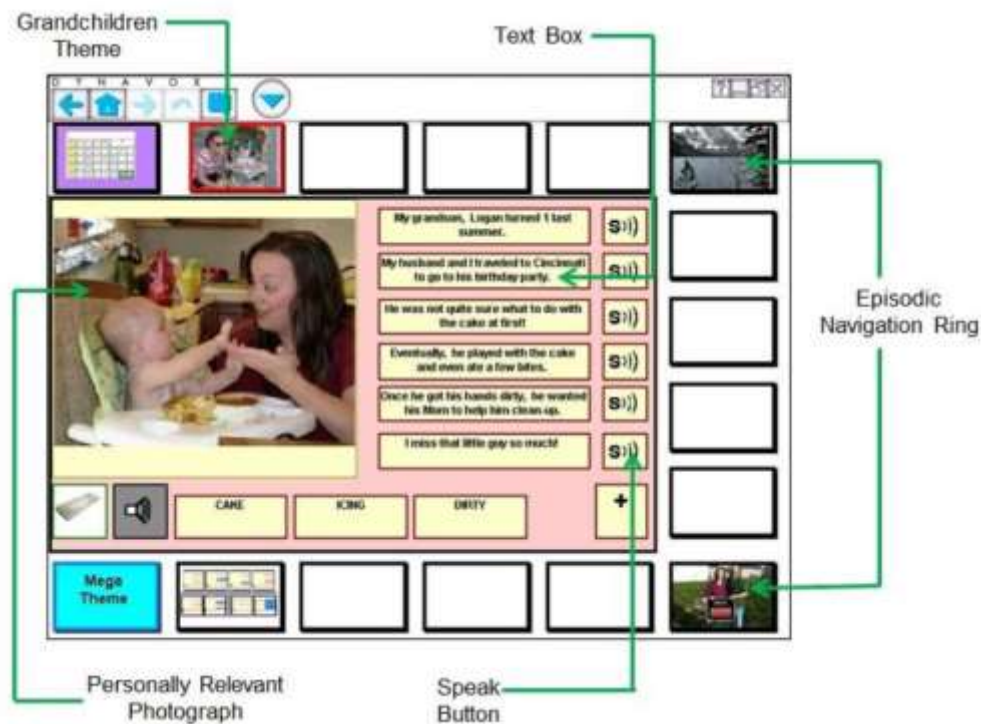 Grandchildren
Theme
Text Box
D Y N A V O X
My grandson, Logan turned 1 last
summer.
S
My husband and I traveled to Cincinnati
to go to his birthday party.
S
He was not quite sure what to do with
the cake at first!
S
Eventually, he played with the cake
and even ate a few bites.
S
Once he got his hands dirty, he wanted
his Mom to help him clean-up.
S
I miss that little guy so much!
S
Episodic
Navigation Ring
CAKE
ICING
DIRTY
+
Mega
Theme
Personally Relevant
Photograph
Speak
Button